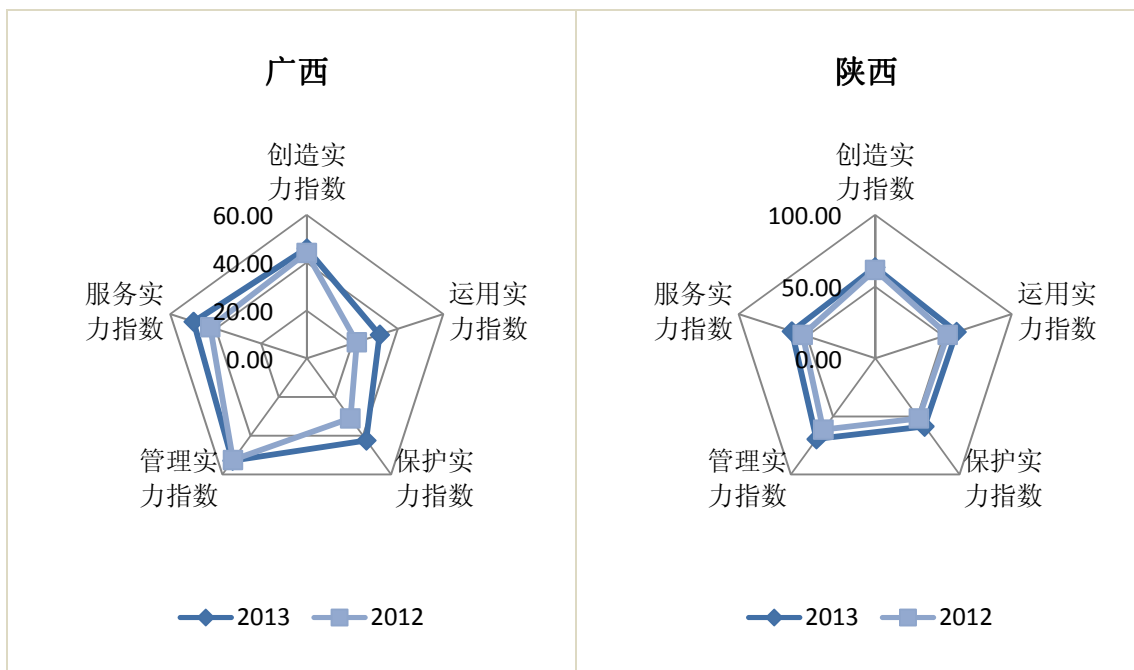 广西
创造实
力指数
60.00
40.00
20.00
0.00
服务实
力指数
运用实
力指数
管理实
力指数
保护实
力指数
2013
2012
陕西
创造实
力指数
100.00
50.00
0.00
服务实
力指数
运用实
力指数
管理实
力指数
保护实
力指数
2013
2012